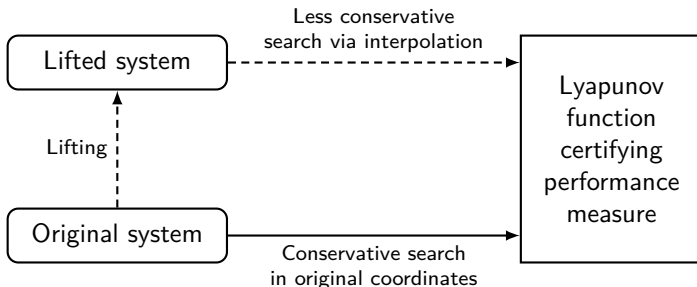 Less conservative
search via interpolation
Lifted system
Lyapunov
function
certifying
performance
measure
Lifting
Original system
Conservative search
in original coordinates